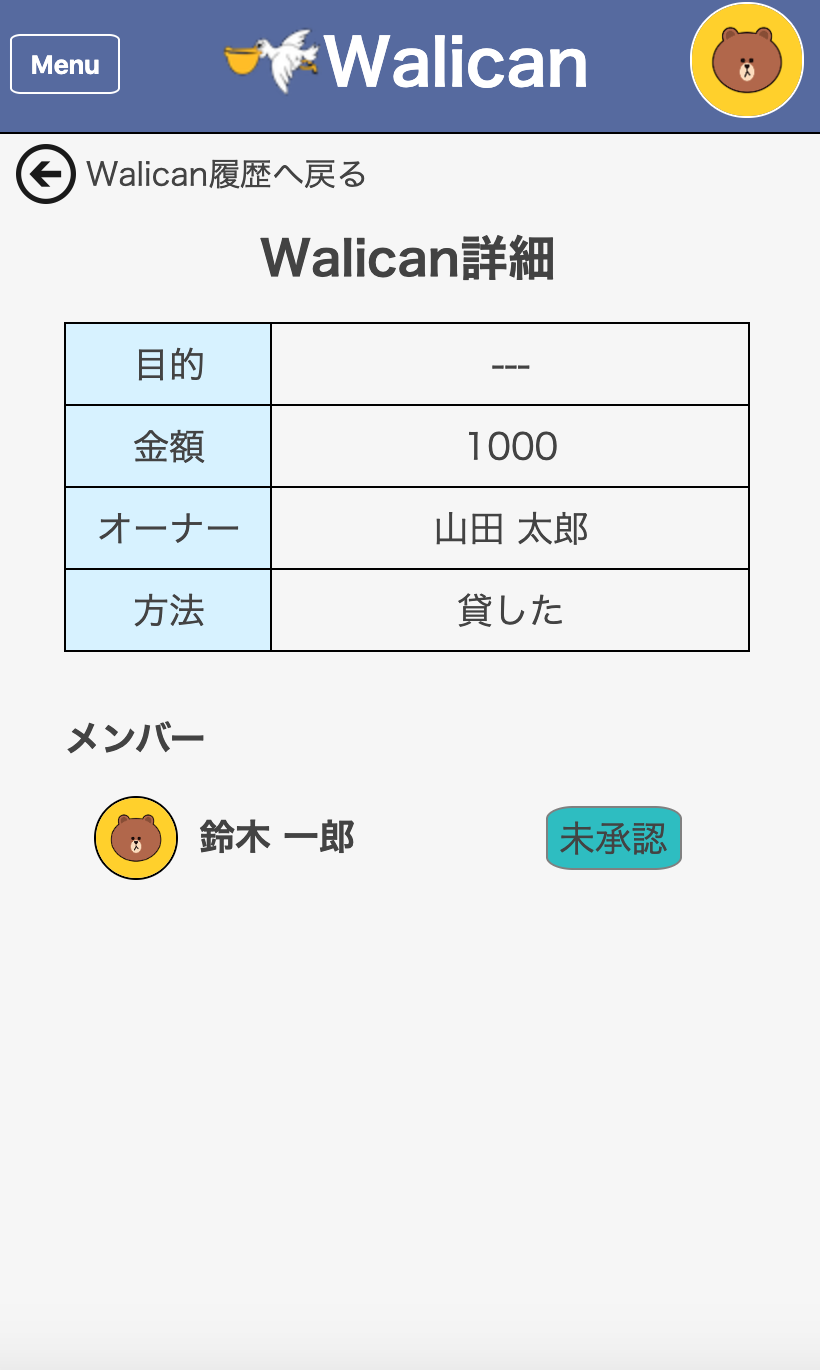 Menu
Walican
Walican履歴へ戻る
Walican詳細
目的 ---
金額 1000
オーナー 山田 太郎
方法 貸した
メンバー
鈴木 一郎 未承認